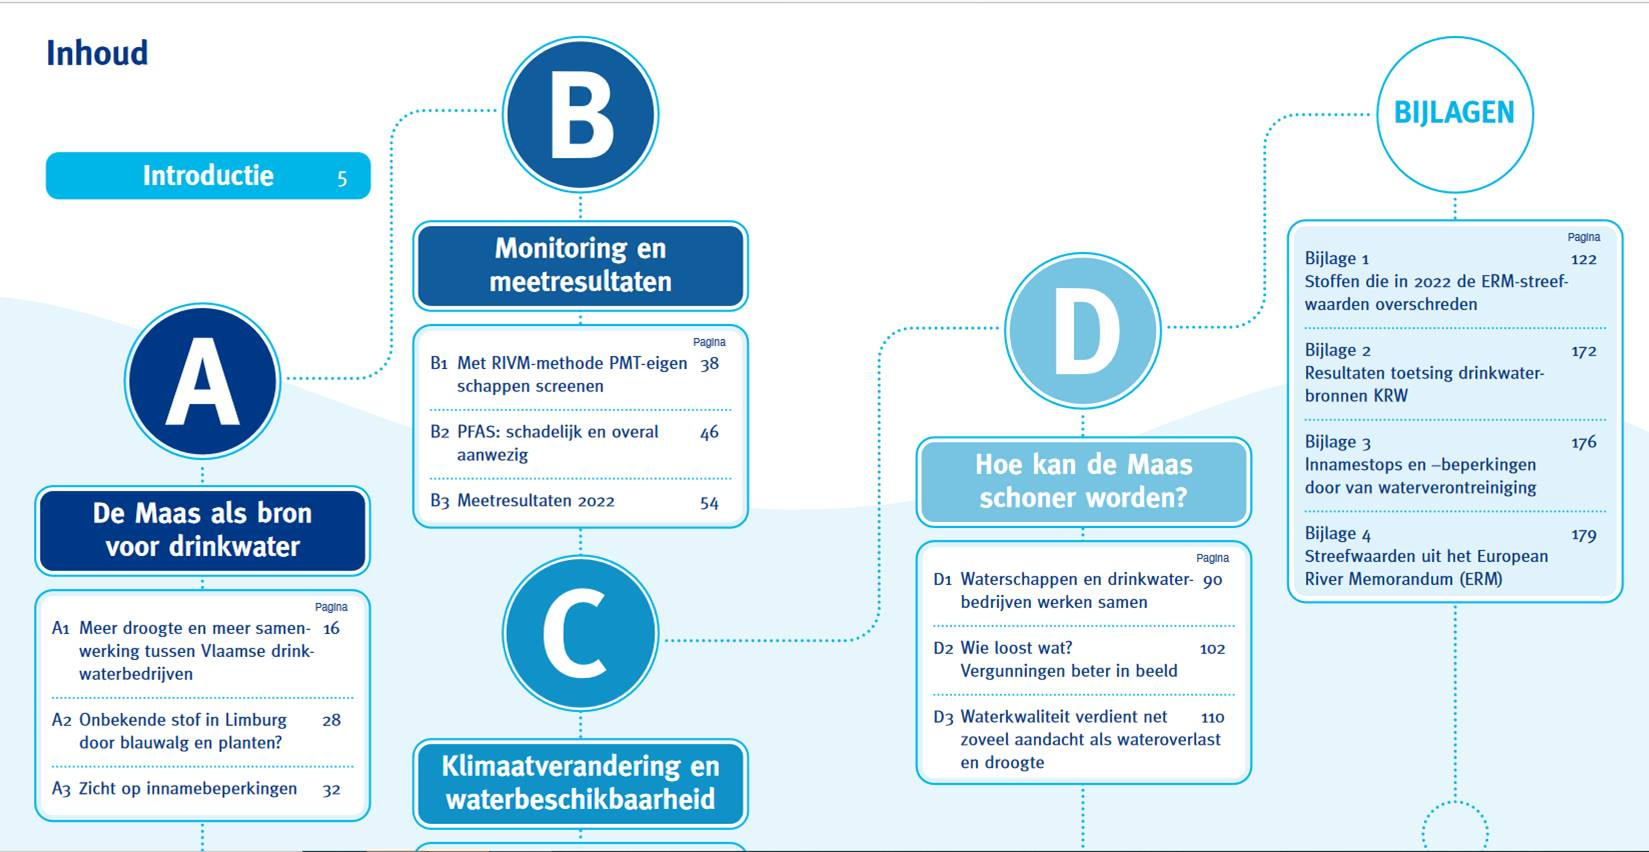 Inhoud
Introductie 5
A
De Maas als bron
voor drinkwater
Pagina
A1 Meer droogte en meer samen- 16
werking tussen Vlaamse drink-
waterbedrijven
A2 Onbekende stof in Limburg 28
door blauwalg en planten?
A3 Zicht op innamebeperkingen 32
B
Monitoring en
meetresultaten
Pagina
B1 Met RIVM-methode PMT-eigen 38
schappen screenen
B2 PFAS: schadelijk en overal 46
aanwezig
B3 Meetresultaten 2022 54
C
Klimaatverandering en
waterbeschikbaarheid
D
Hoe kan de Maas
schoner worden?
Pagina
D1 Waterschappen en drinkwater- 90
bedrijven werken samen
D2 Wie loost wat? 102
Vergunningen beter in beeld
D3 Waterkwaliteit verdient net 110
zoveel aandacht als wateroverlast
en droogte
BIJLAGEN
Pagina
Bijlage 1 122
Stoffen die in 2022 de ERM-streef-
waarden overschreden
Bijlage 2 172
Resultaten toetsing drinkwater-
bronnen KRW
Bijlage 3 176
Innamestops en –beperkingen
door van waterverontreiniging
Bijlage 4 179
Streefwaarden uit het European
River Memorandum (ERM)